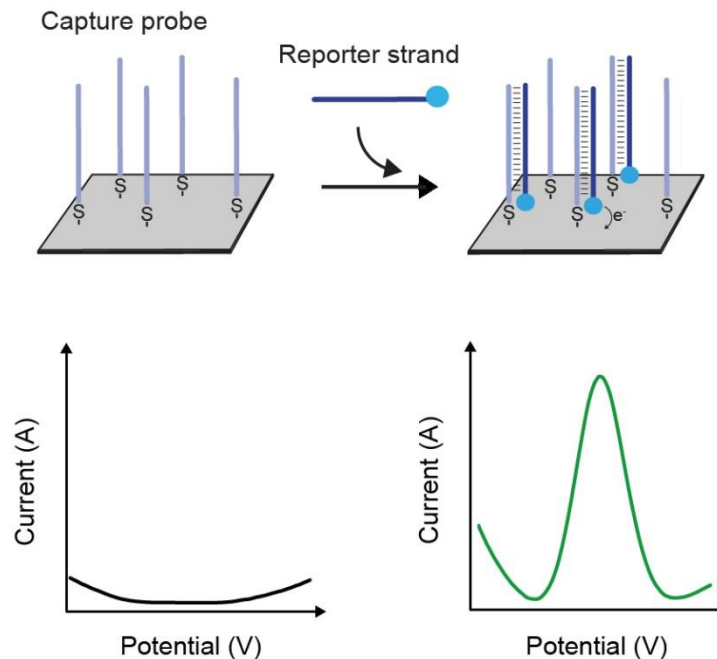 Capture probe
Reporter strand
S
S
S
S
S
S
S
S
S
S
e-
Current (A)
Potential (V)
Current (A)
Potential (V)